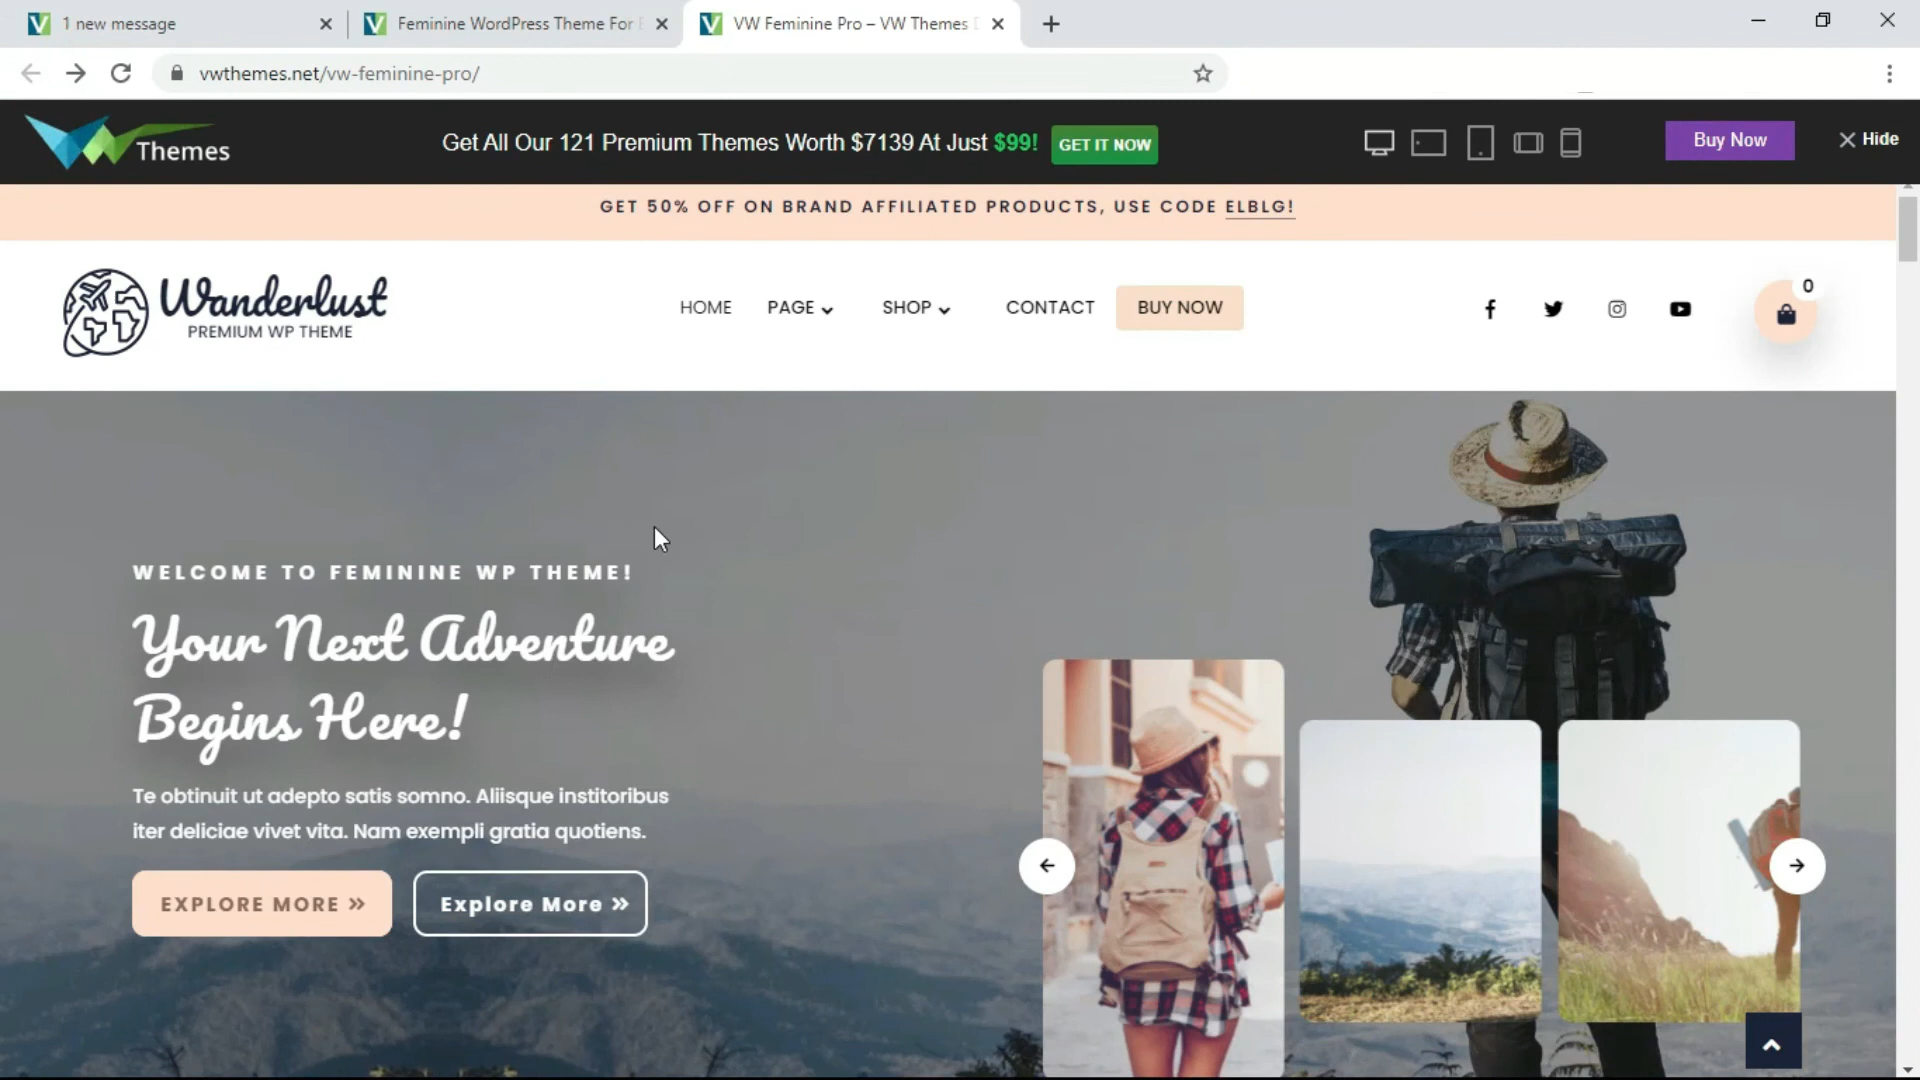 1 new message
Feminine WordPress Theme For
VW Feminine Pro – VW Themes
vwthemes.net/vw-feminine-pro/
Themes
Get All Our 121 Premium Themes Worth $7139 At Just $99!
GET IT NOW
Buy Now
Hide
GET 50% OFF ON BRAND AFFILIATED PRODUCTS, USE CODE ELBLG!
Wanderlust
PREMIUM WP THEME
HOME
PAGE
SHOP
CONTACT
BUY NOW
0
WELCOME TO FEMININE WP THEME!
Your Next Adventure
Begins Here!
Te obtinuit ut adepto satis somno. Aliisque institoribus
iter deliciae vivet vita. Nam exempli gratia quotiens.
EXPLORE MORE »
Explore More »